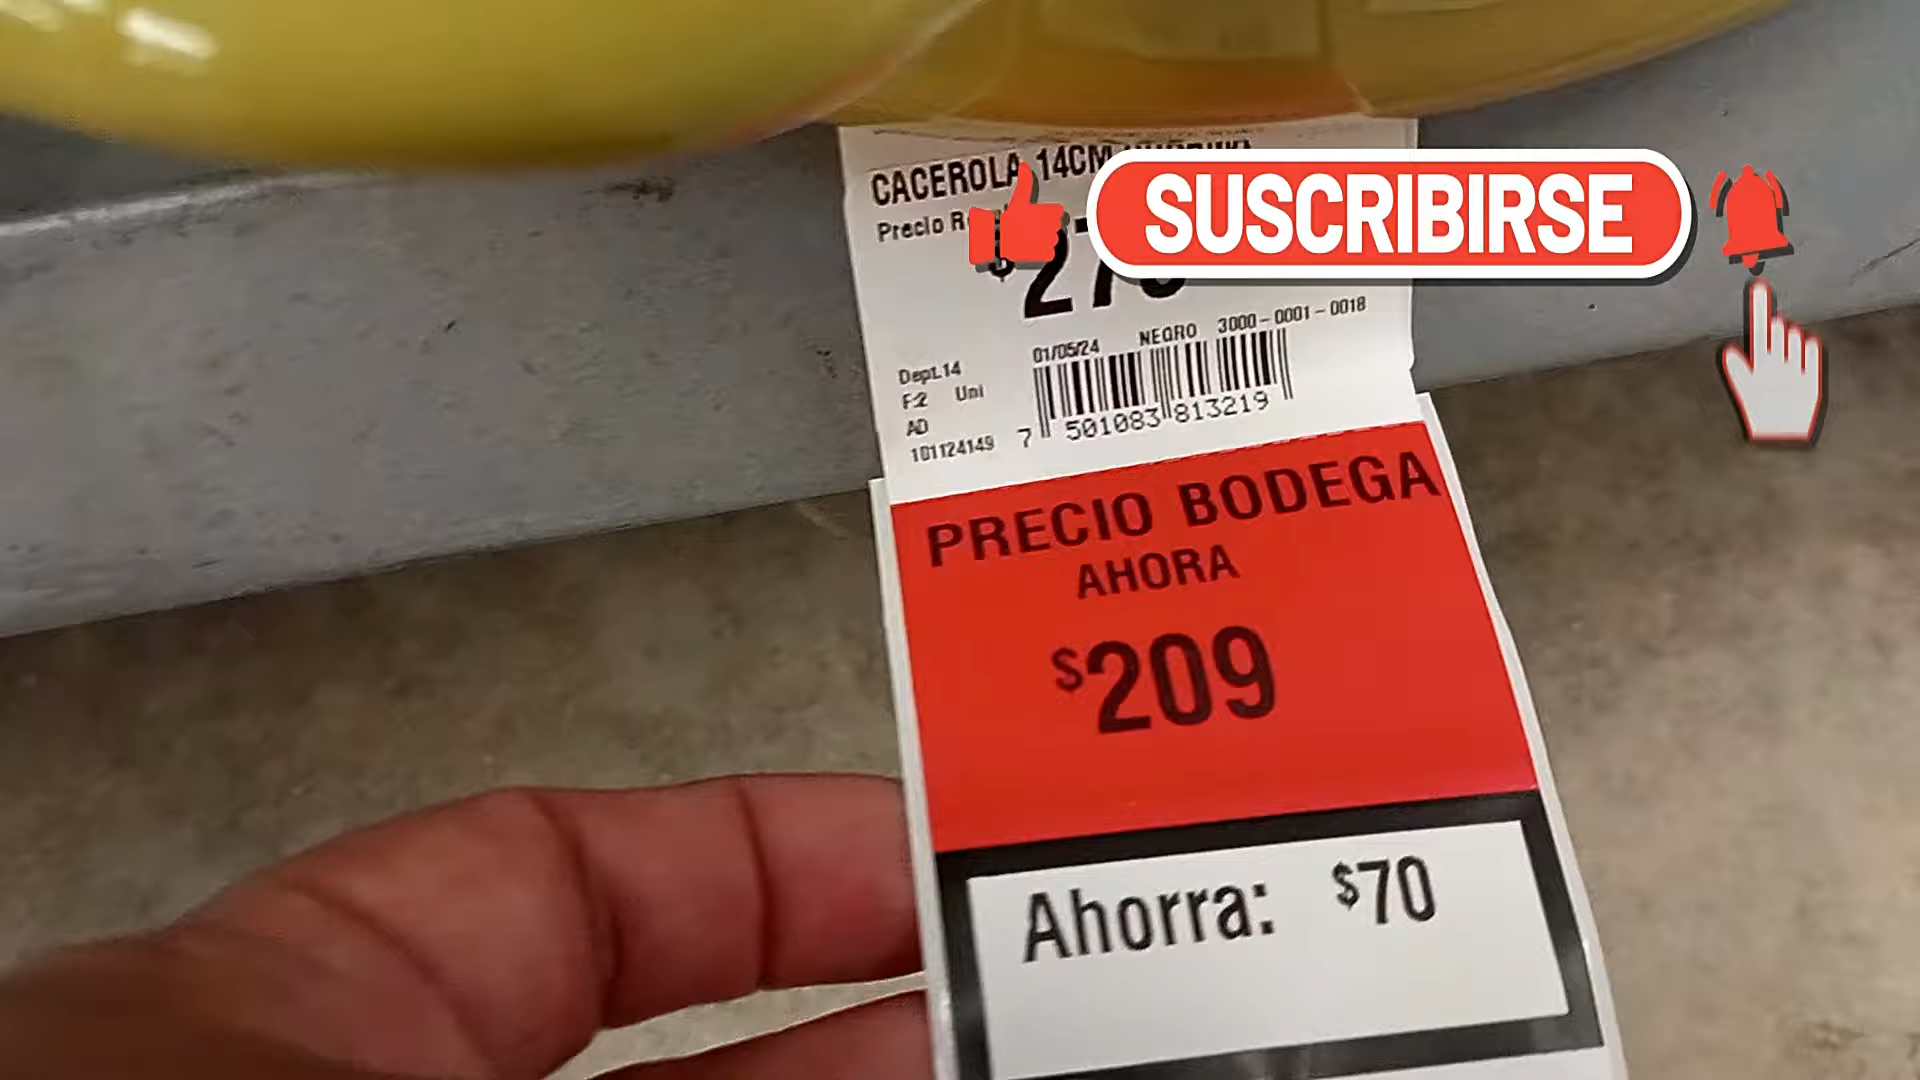 CACEROLA 14CM
Precio
SUSCRIBIRSE
01/05/24 NEGRO 3000-0001-0018
Dept.14
F:2 Uni
AD
101124149
7 501083 813219
PRECIO BODEGA
AHORA
$209
Ahorra: $70